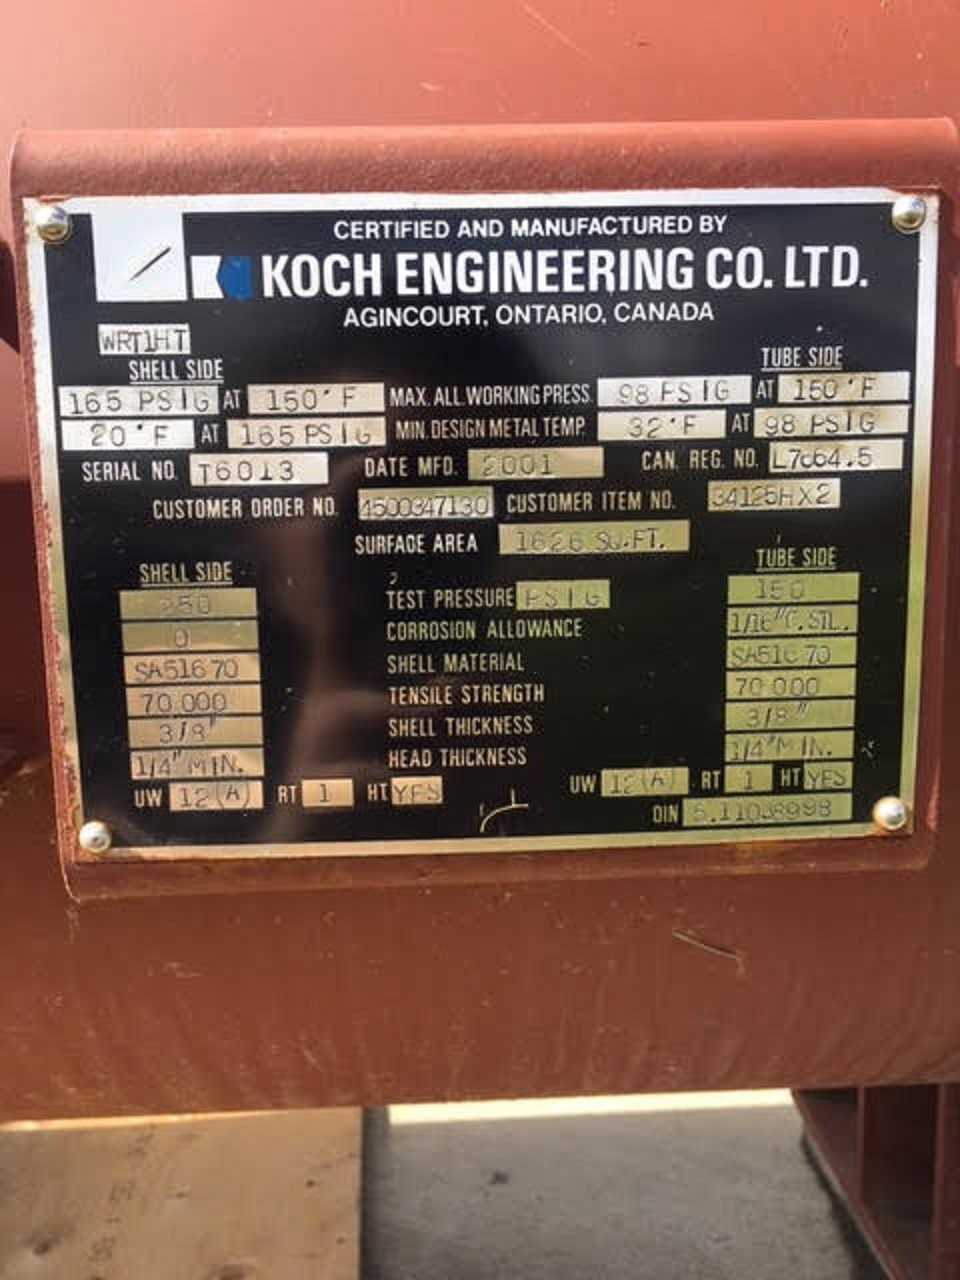 CERTIFIED AND MANUFACTURED BY
KOCH ENGINEERING CO. LTD.
AGINCOURT, ONTARIO, CANADA
WRT1HT
SHELL SIDE TUBE SIDE
165 PSIG AT 150°F MAX. ALL WORKING PRESS. 98 PSIG AT 150°F
20°F AT 165 PSIG MIN. DESIGN METAL TEMP. 32°F AT 98 PSIG
SERIAL NO. T6013 DATE MFD. 2001 CAN. REG. NO.
CUSTOMER ORDER NO. 4500347130 CUSTOMER ITEM NO. 34125HX2
SURFACE AREA 1626 SQ.FT.
SHELL SIDE TUBE SIDE
250 TEST PRESSURE PSIG 150
0 CORROSION ALLOWANCE 1/16" C.STL.
SA516 70 SHELL MATERIAL SA516 70
70.000 TENSILE STRENGTH 70 000
3/8" SHELL THICKNESS 3/8"
1/4" MIN. HEAD THICKNESS 1/4" MIN.
UW 12(A) RT 1 HT YES UW 12(A) RT 1 HT YES